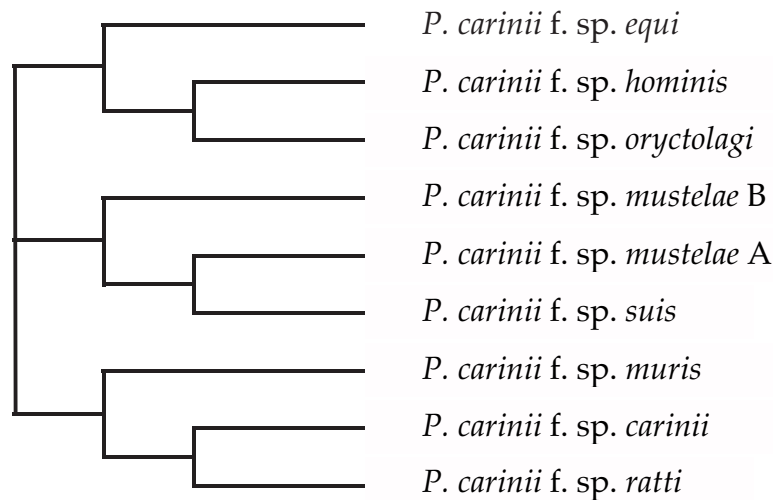 P. carinii f. sp. equi
P. carinii f. sp. hominis
P. carinii f. sp. oryctolagi
P. carinii f. sp. mustelae B
P. carinii f. sp. mustelae A
P. carinii f. sp. suis
P. carinii f. sp. muris
P. carinii f. sp. carinii
P. carinii f. sp. ratti